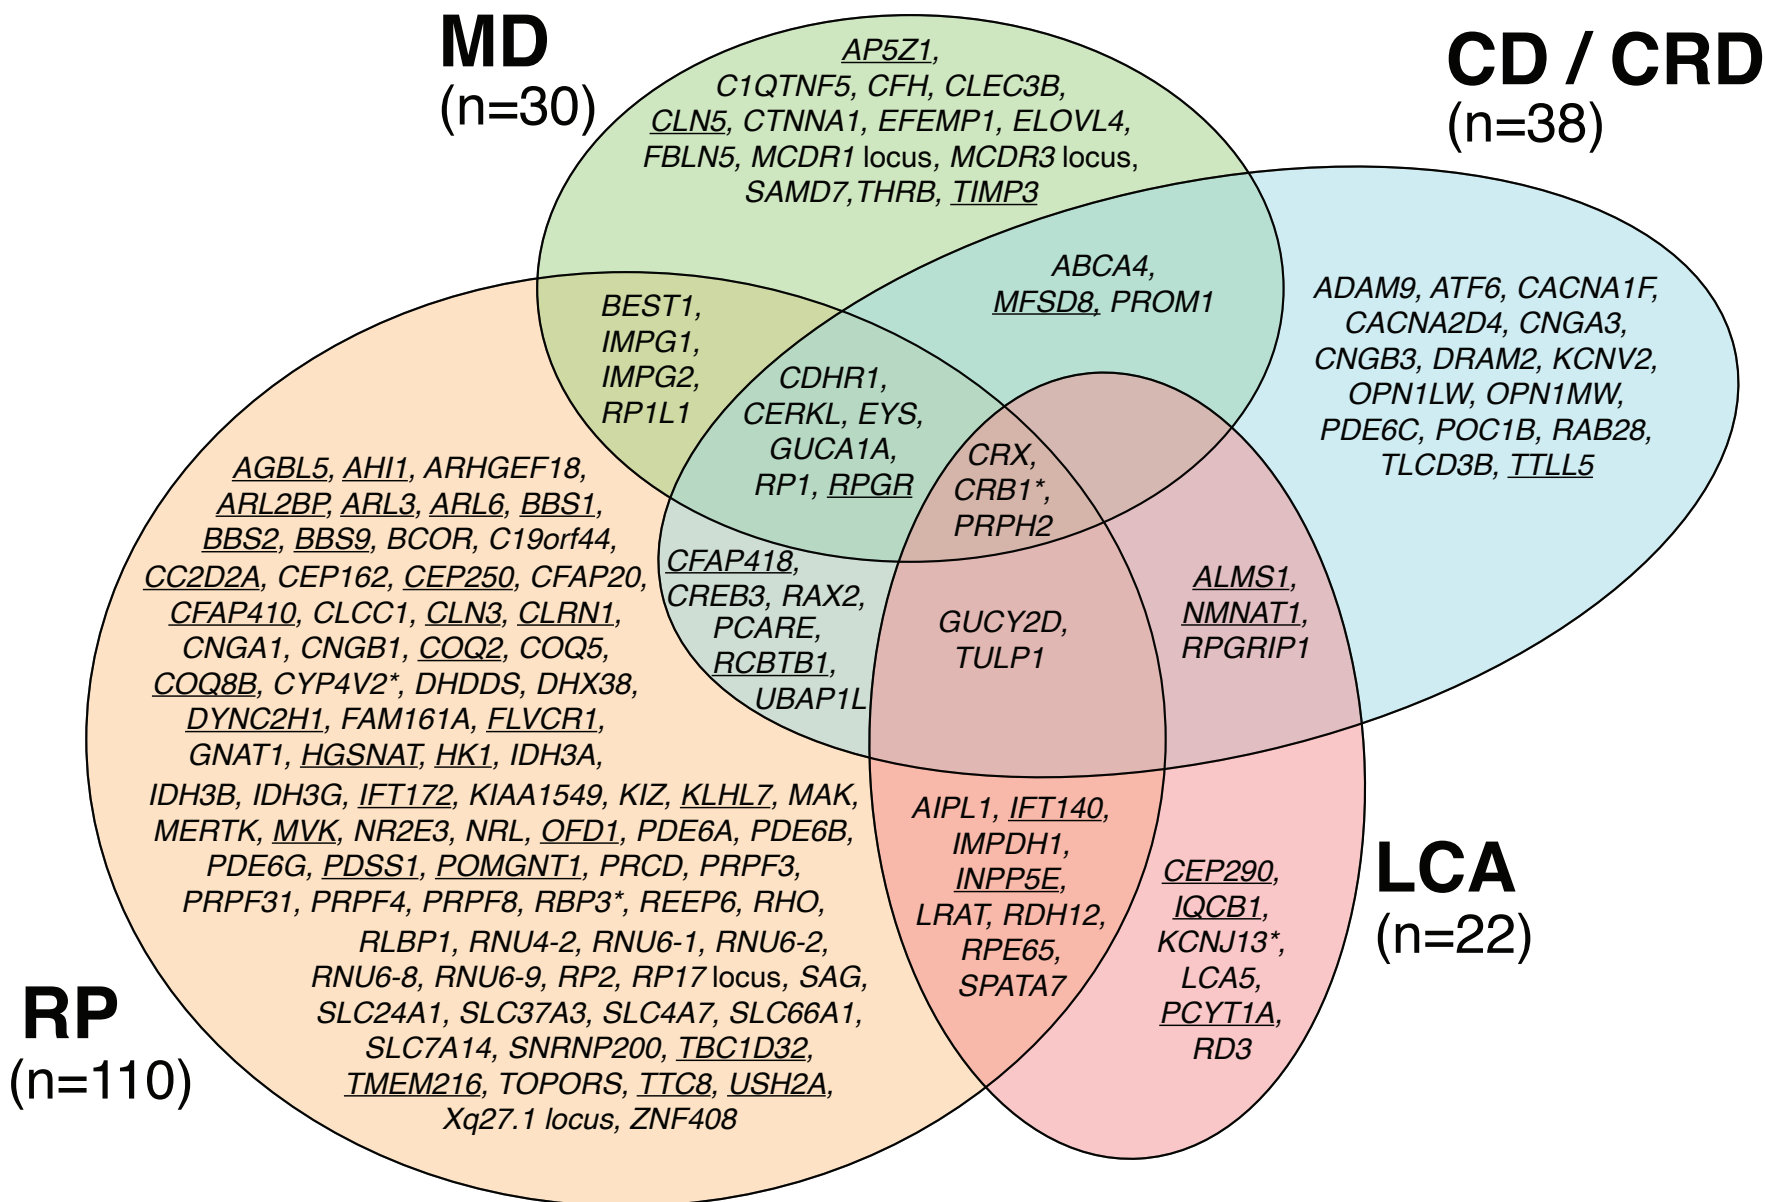 MD
(n=30)
AP5Z1,
C1QTNF5, CFH, CLEC3B,
CLN5, CTNNA1, EFEMP1, ELOVL4,
FBLN5, MCDR1 locus, MCDR3 locus,
SAMD7,THRB, TIMP3
CD / CRD
(n=38)
ABCA4,
MFSD8, PROM1
ADAM9, ATF6, CACNA1F,
CACNA2D4, CNGA3,
CNGB3, DRAM2, KCNV2,
OPN1LW, OPN1MW,
PDE6C, POC1B, RAB28,
TLCD3B, TTLL5
BEST1,
IMPG1,
IMPG2,
RP1L1
CDHR1,
CERKL, EYS,
GUCA1A,
RP1, RPGR
CRX,
CRB1*,
PRPH2
CFAP418,
CREB3, RAX2,
PCARE,
RCBTB1,
UBAP1L
GUCY2D,
TULP1
ALMS1,
NMNAT1,
RPGRIP1
AGBL5, AHI1, ARHGEF18,
ARL2BP, ARL3, ARL6, BBS1,
BBS2, BBS9, BCOR, C19orf44,
CC2D2A, CEP162, CEP250, CFAP20,
CFAP410, CLCC1, CLN3, CLRN1,
CNGA1, CNGB1, COQ2, COQ5,
COQ8B, CYP4V2*, DHDDS, DHX38,
DYNC2H1, FAM161A, FLVCR1,
GNAT1, HGSNAT, HK1, IDH3A,
IDH3B, IDH3G, IFT172, KIAA1549, KIZ, KLHL7, MAK,
MERTK, MVK, NR2E3, NRL, OFD1, PDE6A, PDE6B,
PDE6G, PDSS1, POMGNT1, PRCD, PRPF3,
PRPF31, PRPF4, PRPF8, RBP3*, REEP6, RHO,
RLBP1, RNU4-2, RNU6-1, RNU6-2,
RNU6-8, RNU6-9, RP2, RP17 locus, SAG,
SLC24A1, SLC37A3, SLC4A7, SLC66A1,
SLC7A14, SNRNP200, TBC1D32,
TMEM216, TOPORS, TTC8, USH2A,
Xq27.1 locus, ZNF408
RP
(n=110)
AIPL1, IFT140,
IMPDH1,
INPP5E,
LRAT, RDH12,
RPE65,
SPATA7
CEP290,
IQCB1,
KCNJ13*,
LCA5,
PCYT1A,
RD3
LCA
(n=22)